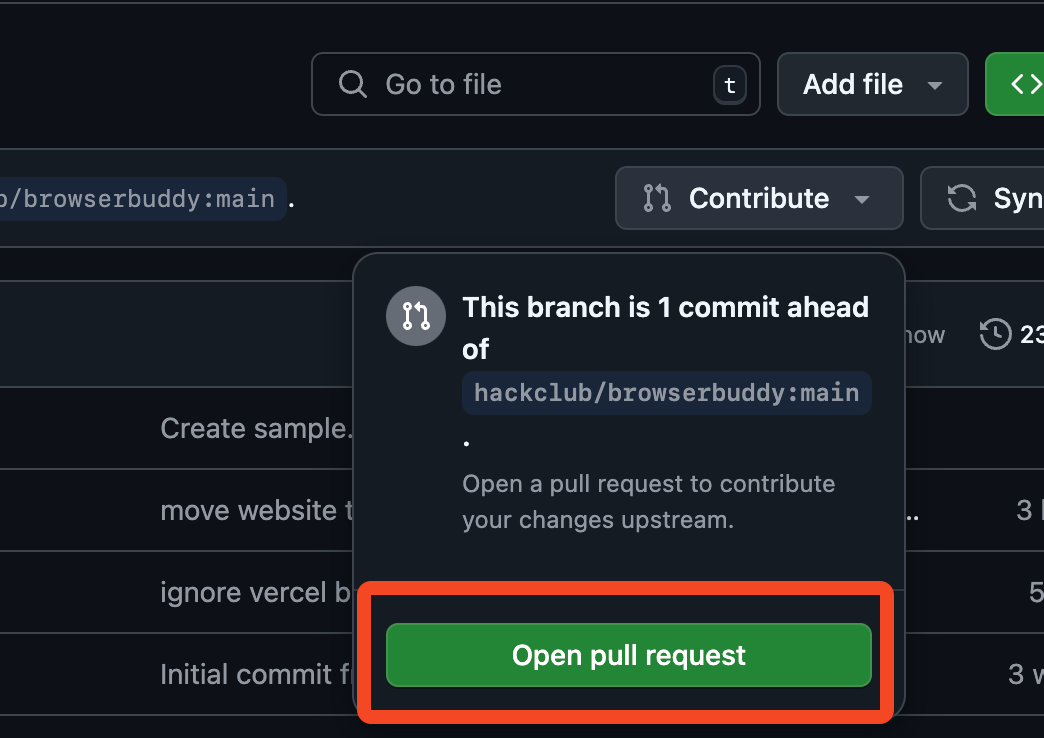 Go to file t Add file
/browserbuddy:main . Contribute
This branch is 1 commit ahead
of
now 23
hackclub/browserbuddy:main
Create sample.
.
Open a pull request to contribute
move website t .. 3
your changes upstream.
ignore vercel b 5
Open pull request
Initial commit f 3